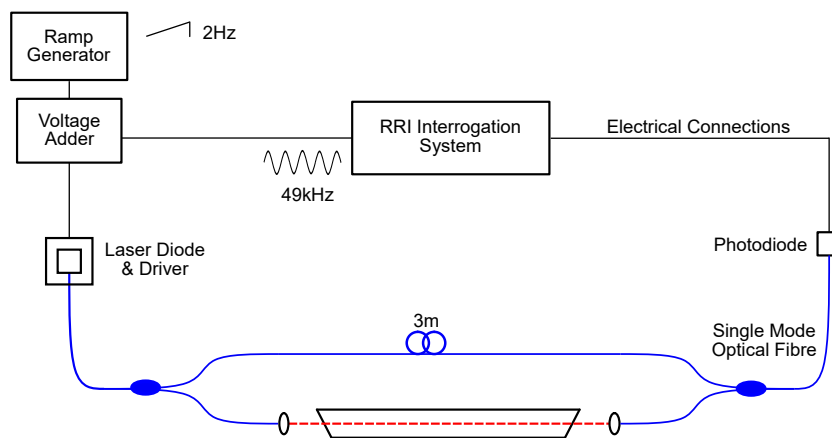 Ramp
Generator
2Hz
Voltage
Adder
RRI Interrogation
System
Electrical Connections
49kHz
Laser Diode
& Driver
Photodiode
3m
Single Mode
Optical Fibre